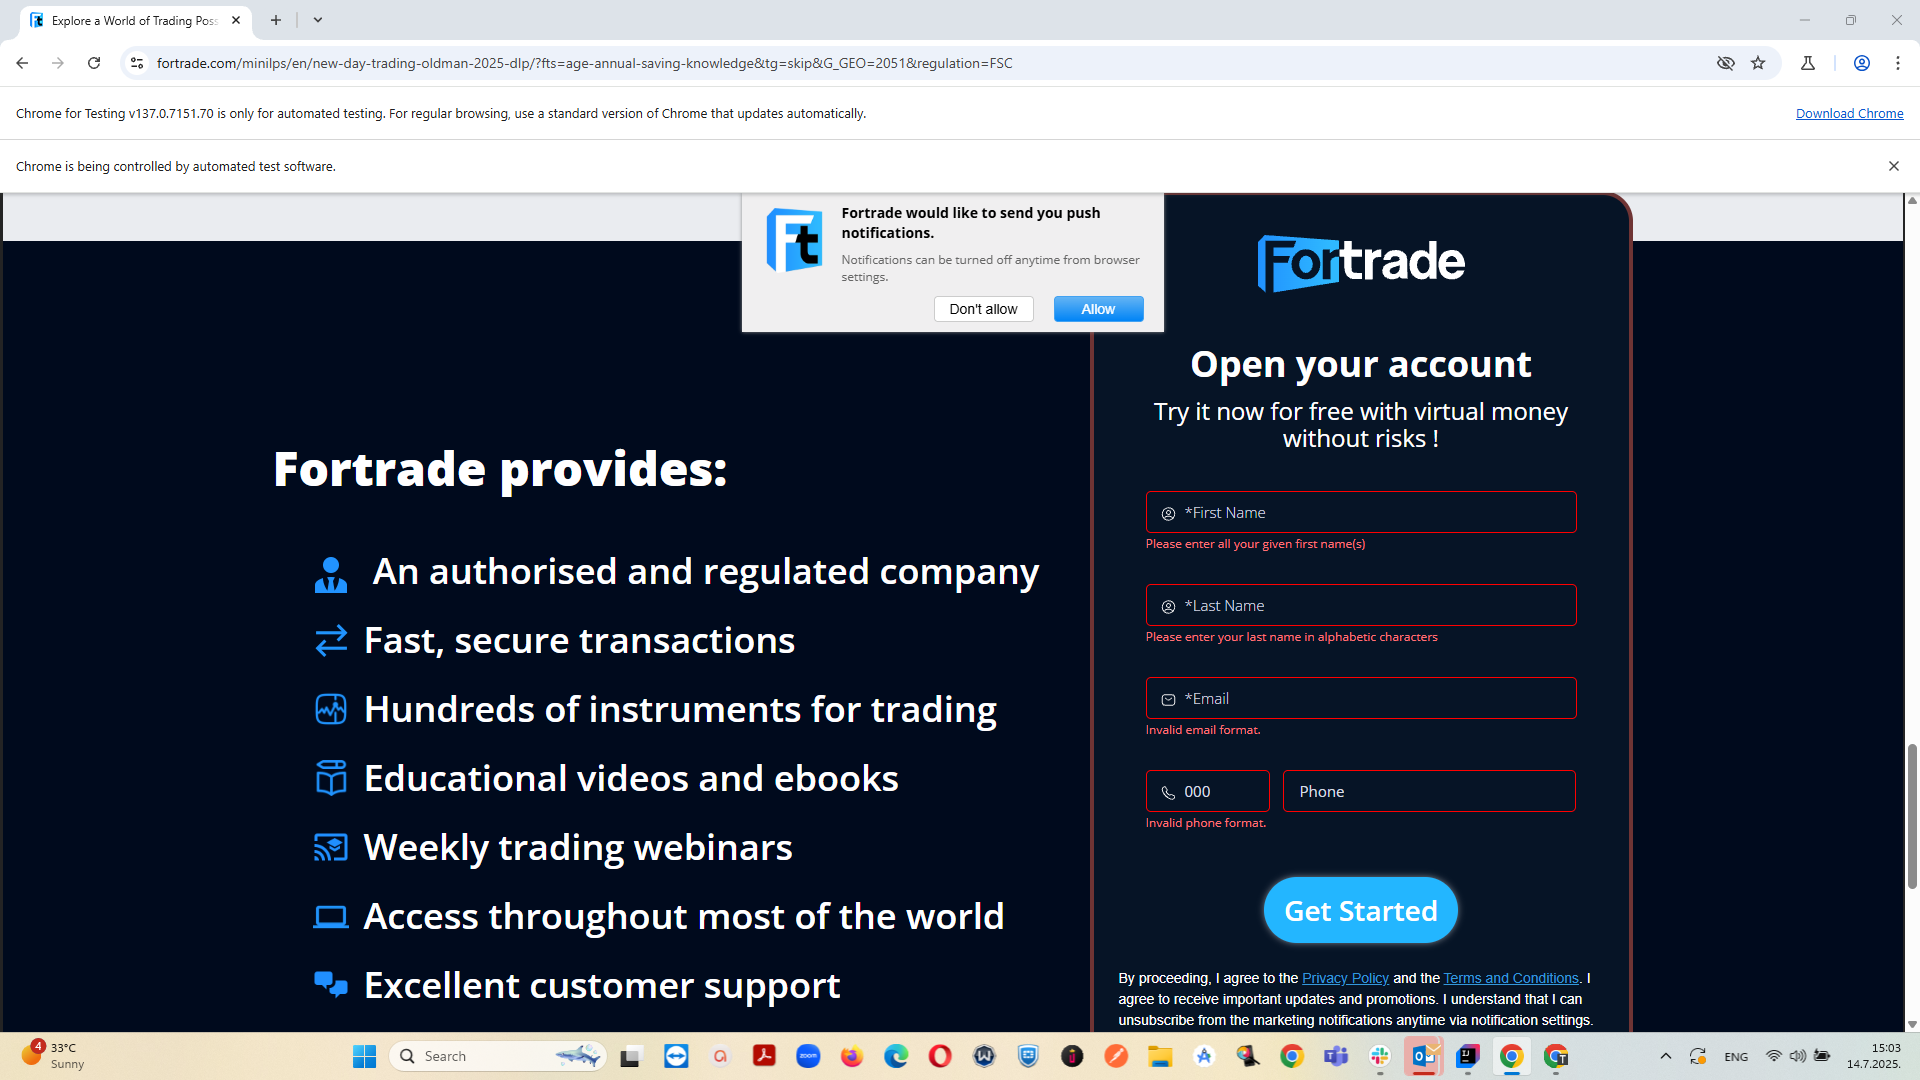 Explore a World of Trading Poss
fortrade.com/minilps/en/new-day-trading-oldman-2025-dlp/?fts=age-annual-saving-knowledge&tg=skip&G_GEO=2051&regulation=FSC
Chrome for Testing v137.0.7151.70 is only for automated testing. For regular browsing, use a standard version of Chrome that updates automatically.
Download Chrome
Chrome is being controlled by automated test software.
Ft
Fortrade would like to send you push
notifications.
Notifications can be turned off anytime from browser
settings.
Don't allow
Allow
Fortrade
Open your account
Try it now for free with virtual money
without risks !
*First Name
Please enter all your given first name(s)
*Last Name
Please enter your last name in alphabetic characters
*Email
Invalid email format.
000
Phone
Invalid phone format.
Get Started
By proceeding, I agree to the Privacy Policy and the Terms and Conditions. I
agree to receive important updates and promotions. I understand that I can
unsubscribe from the marketing notifications anytime via notification settings.
Fortrade provides:
An authorised and regulated company
Fast, secure transactions
Hundreds of instruments for trading
Educational videos and ebooks
Weekly trading webinars
Access throughout most of the world
Excellent customer support
4
33°C
Sunny
Search
zoom
ENG
15:03
14.7.2025.